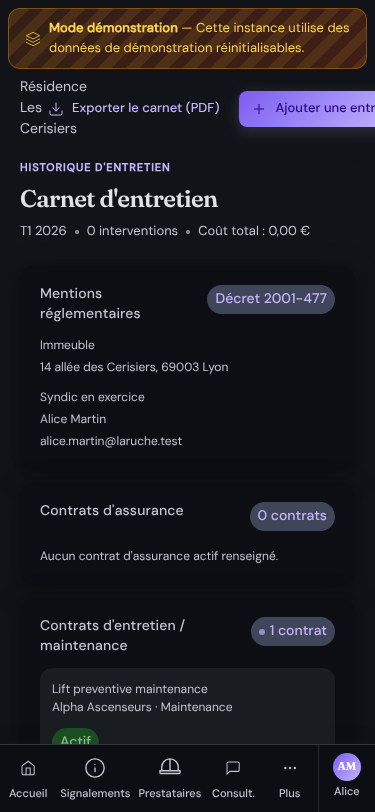 Mode démonstration — Cette instance utilise des
données de démonstration réinitialisables.
Résidence
Les
Cerisiers
Exporter le carnet (PDF)
Ajouter une entr
HISTORIQUE D'ENTRETIEN
Carnet d'entretien
T1 2026 • 0 interventions • Coût total : 0,00 €
Mentions
réglementaires
Décret 2001-477
Immeuble
14 allée des Cerisiers, 69003 Lyon
Syndic en exercice
Alice Martin
alice.martin@laruche.test
Contrats d'assurance
0 contrats
Aucun contrat d'assurance actif renseigné.
Contrats d'entretien /
maintenance
1 contrat
Lift preventive maintenance
Alpha Ascenseurs · Maintenance
Actif
Accueil
Signalements
Prestataires
Consult.
Plus
AM
Alice